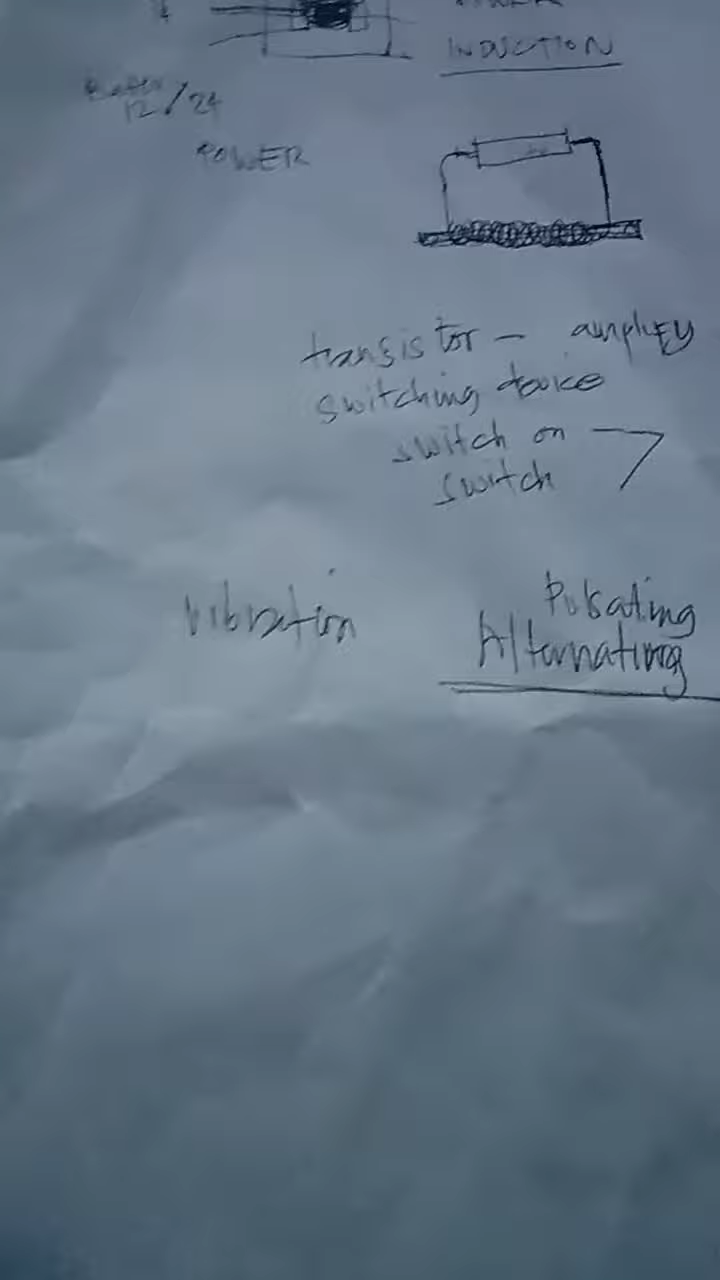 INDUCTION
12/24
POWER
transistor – amplify
switching device
switch on
switch
vibration
Pulsating
Alternating